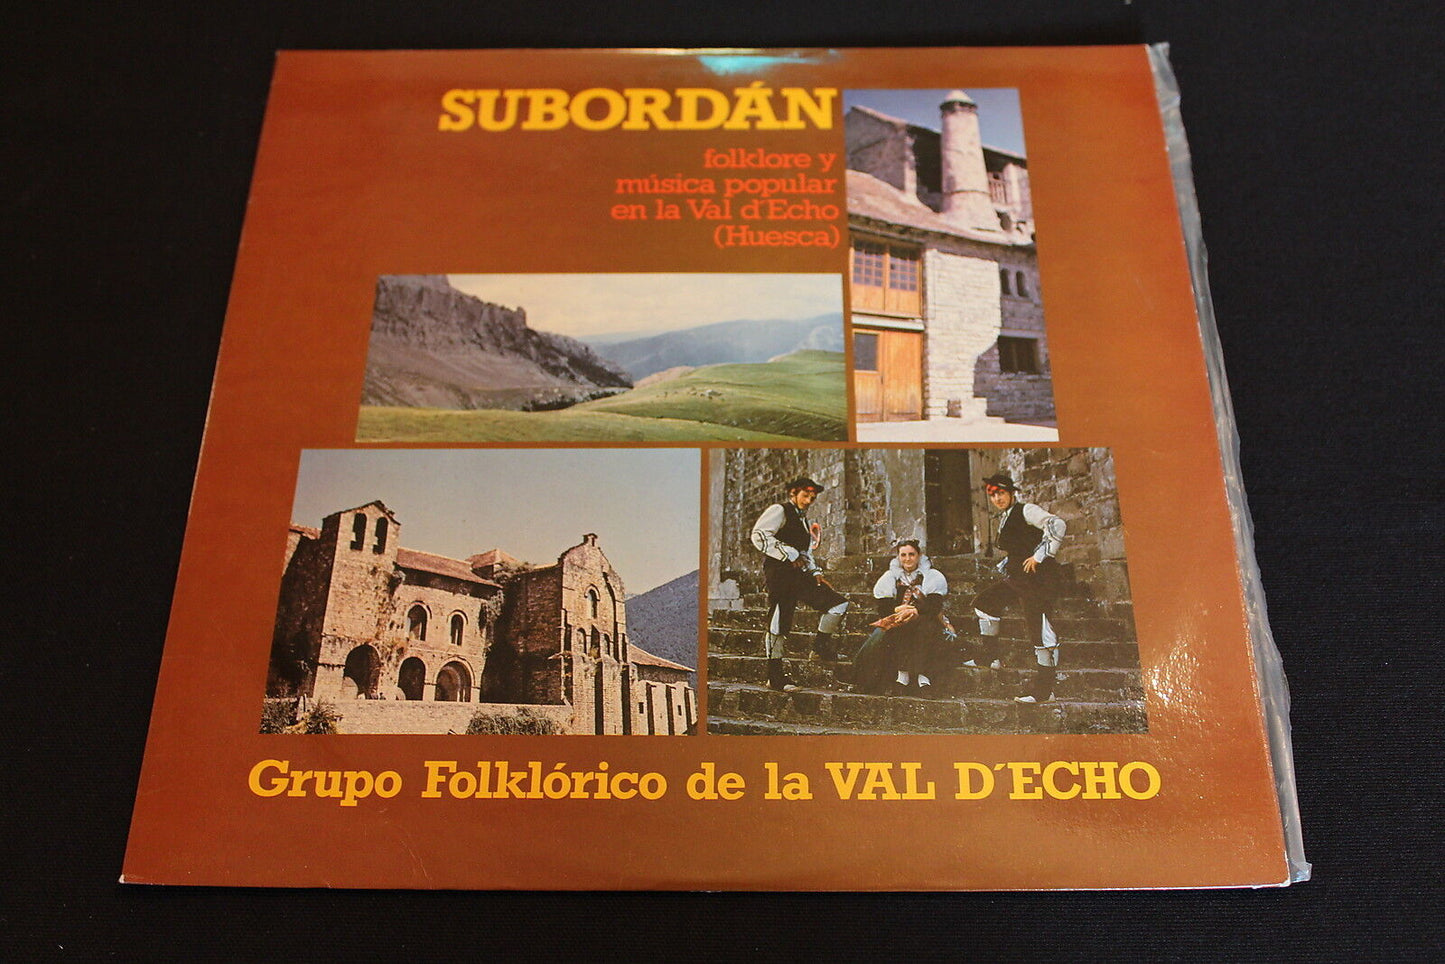 SUBORDÁN
folklore y
música popular
en la Val d´Echo
(Huesca)
Grupo Folklórico de la VAL D´ECHO